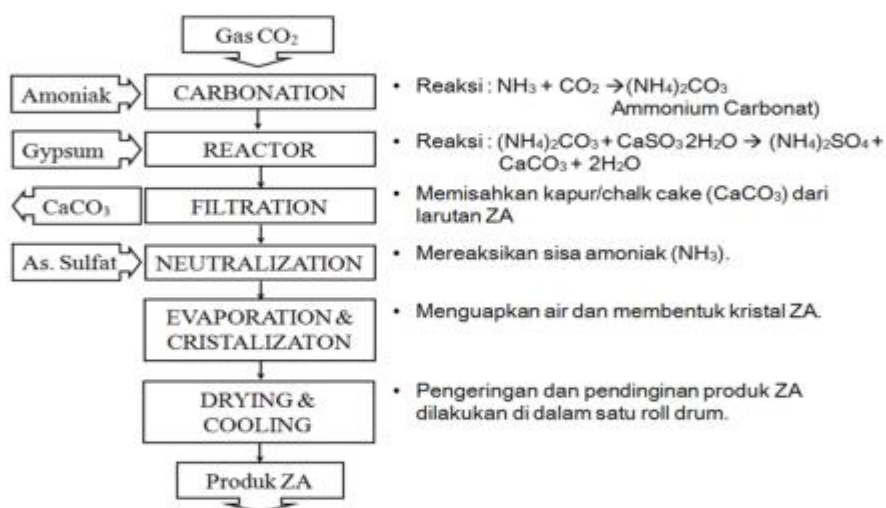 Gas CO₂
Amoniak
CARBONATION
• Reaksi : NH₃ + CO₂ →(NH₄)₂CO₃
Ammonium Carbonat)
Gypsum
REACTOR
• Reaksi : (NH₄)₂CO₃ + CaSO₃ 2H₂O → (NH₄)₂SO₄ +
CaCO₃ + 2H₂O
CaCO₃
FILTRATION
• Memisahkan kapur/chalk cake (CaCO₃) dari
larutan ZA
As. Sulfat
NEUTRALIZATION
• Mereaksikan sisa amoniak (NH₃).
EVAPORATION &
CRISTALIZATON
• Menguapkan air dan membentuk kristal ZA.
DRYING &
COOLING
• Pengeringan dan pendinginan produk ZA
dilakukan di dalam satu roll drum.
Produk ZA